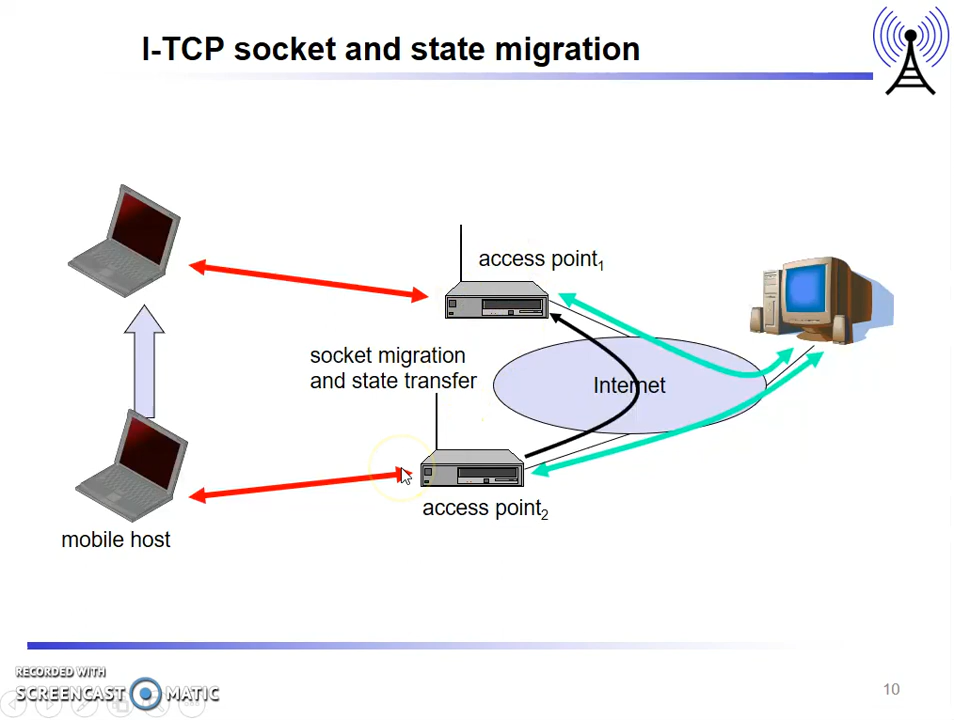 I-TCP socket and state migration
access point1
socket migration
and state transfer
Internet
access point2
mobile host
RECORDED WITH
SCREENCAST MATIC
10